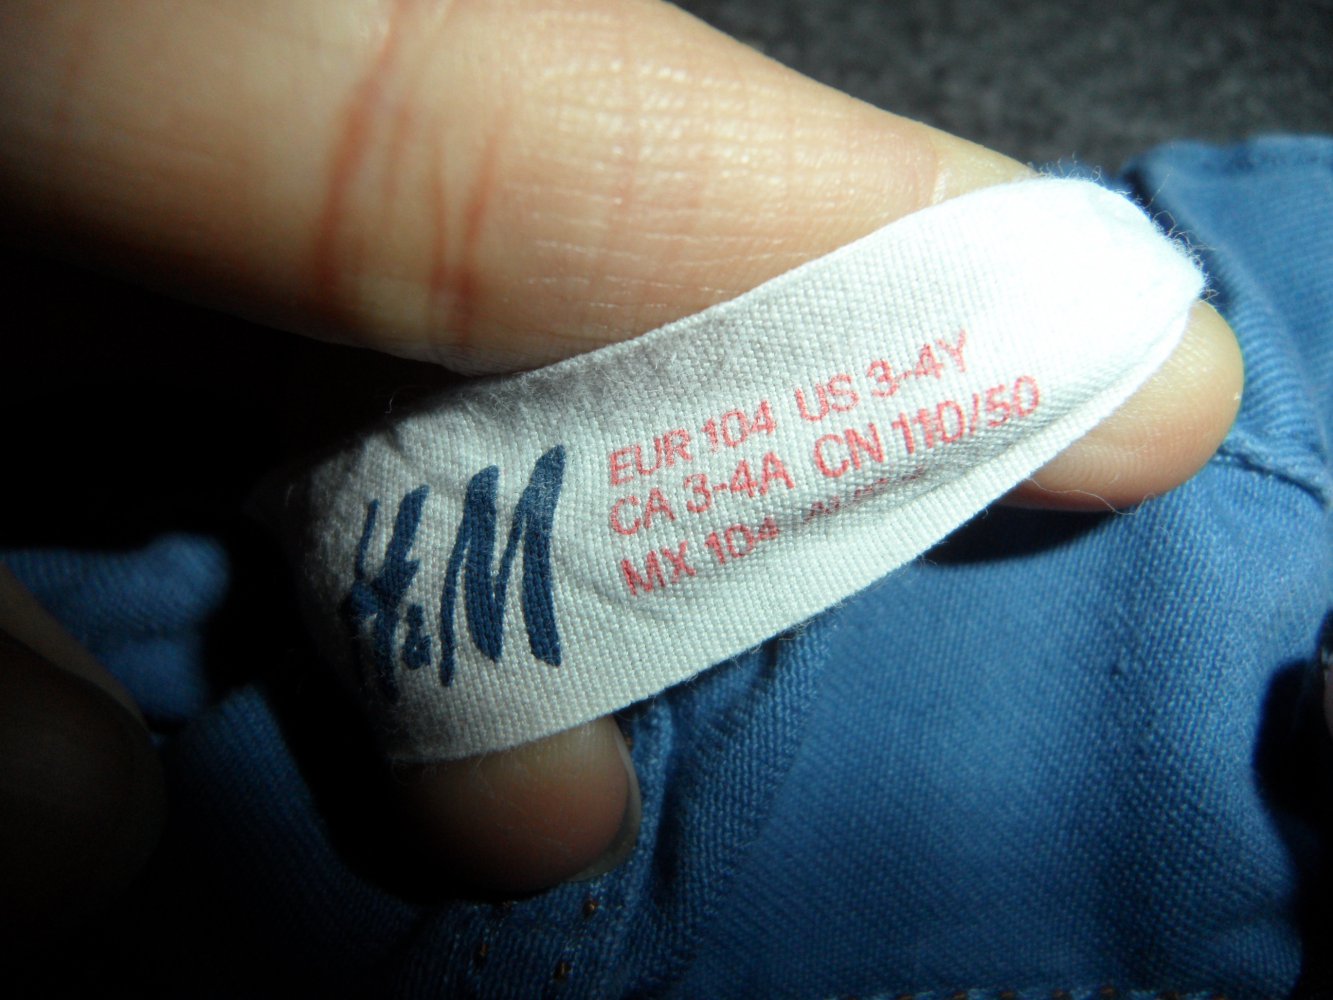 H&M
EUR 104 US 3-4Y
CA 3-4A CN 110/50
MX 104